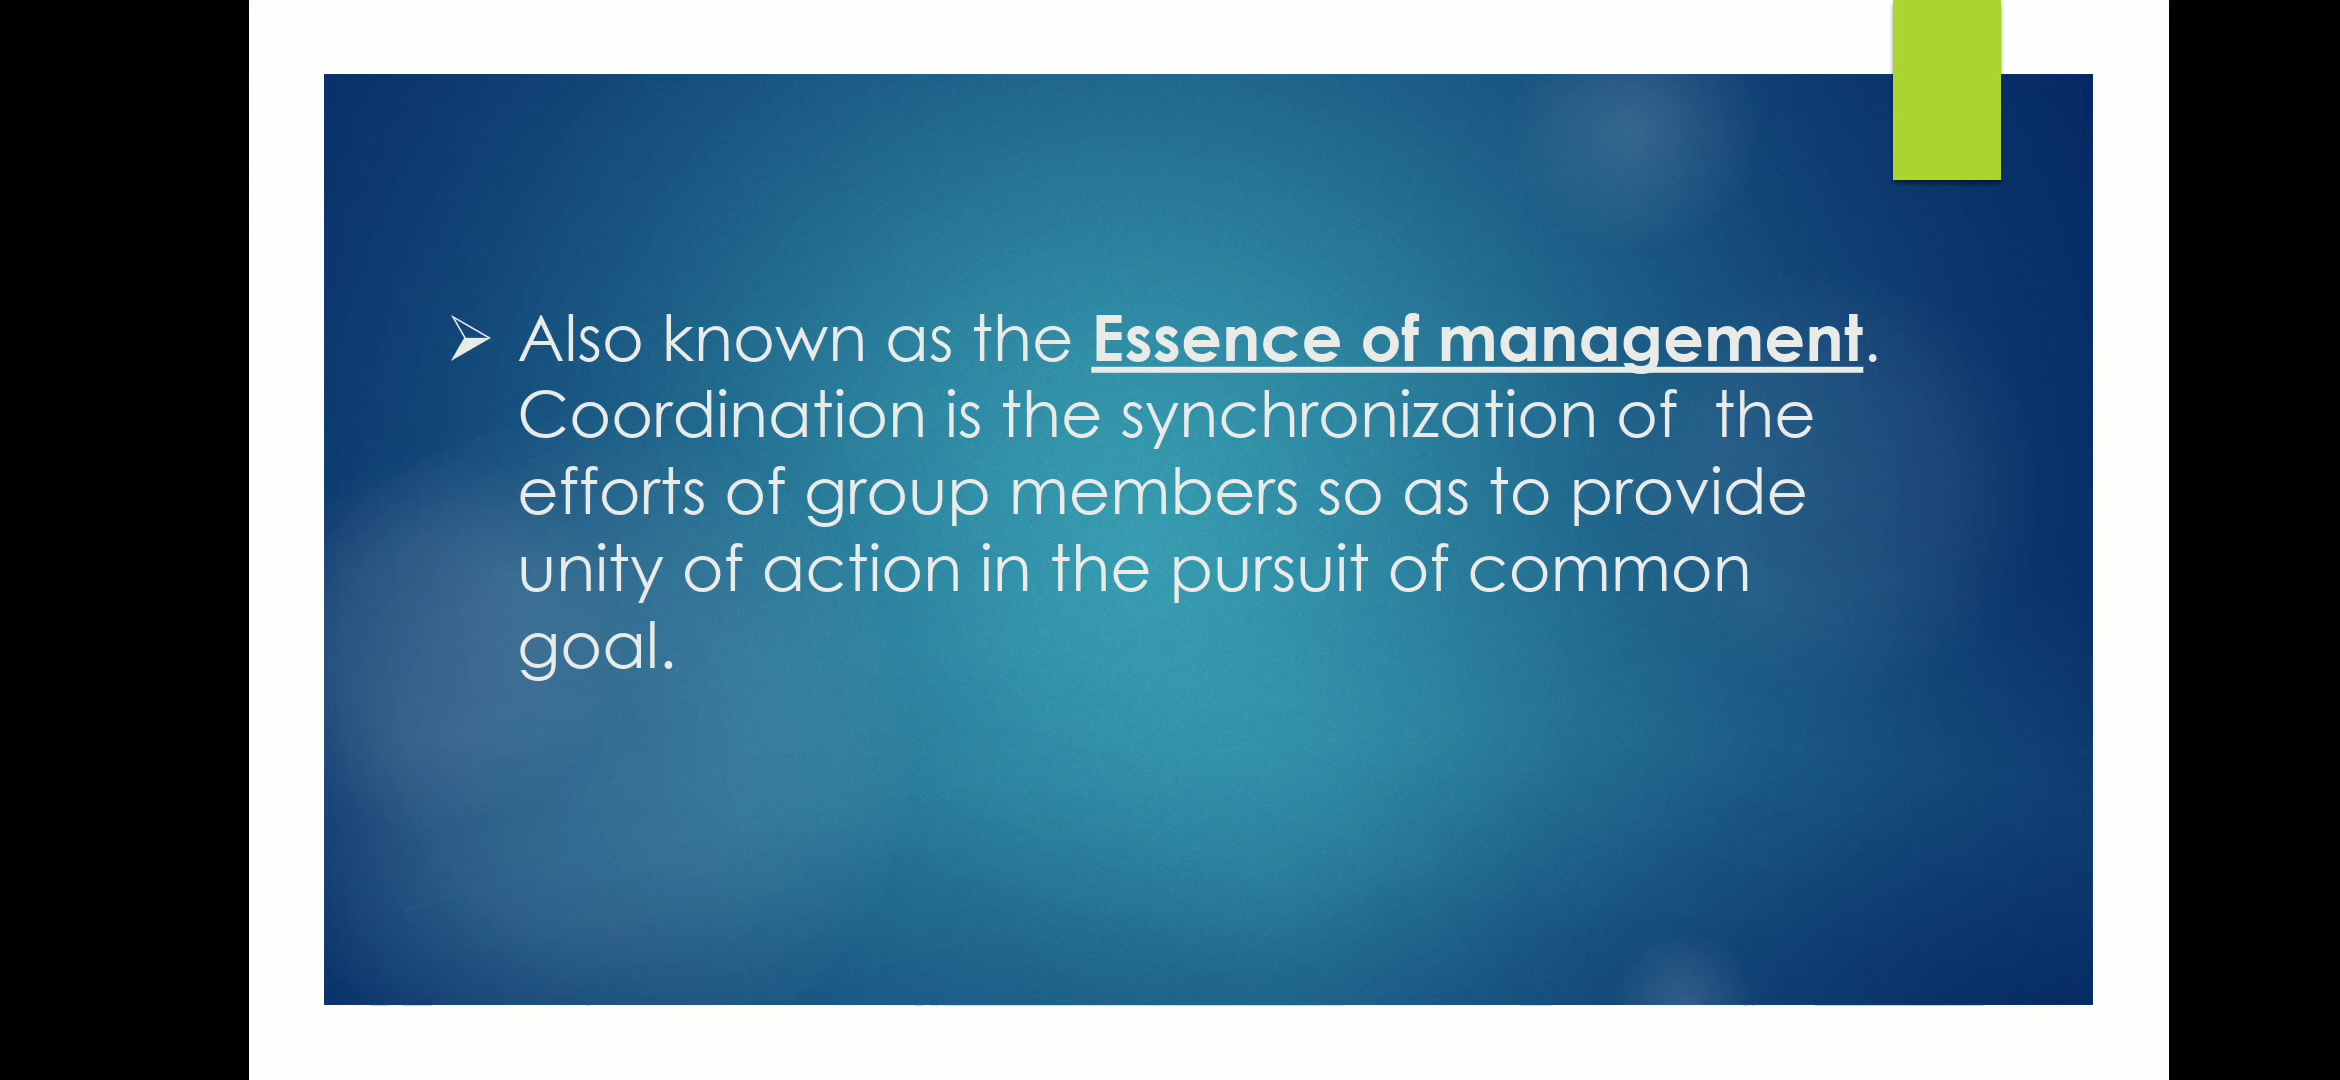 Also known as the Essence of management.
Coordination is the synchronization of  the
efforts of group members so as to provide
unity of action in the pursuit of common
goal.